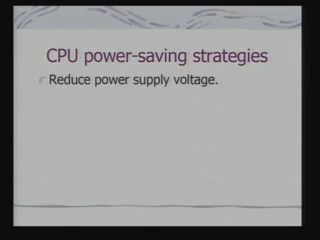 CPU power-saving strategies
Reduce power supply voltage.